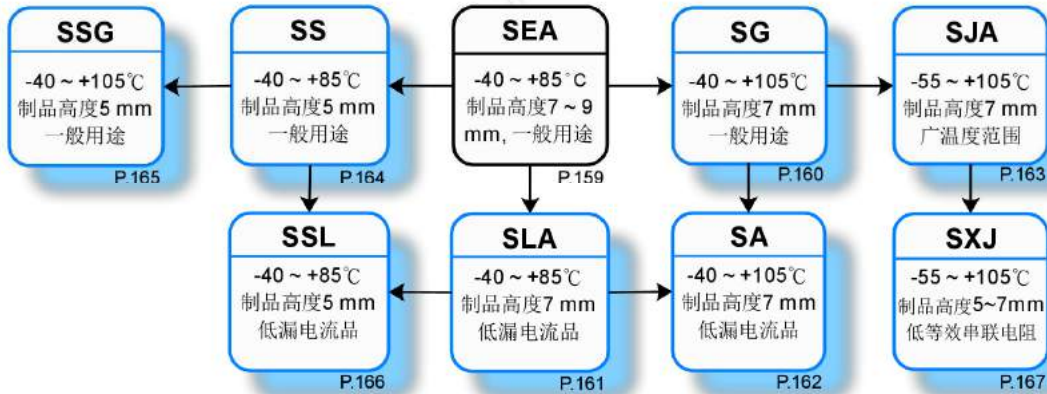 SSG
-40 ~ +105℃
制品高度5 mm
一般用途
P.165
SS
-40 ~ +85℃
制品高度5 mm
一般用途
P.164
SEA
-40 ~ +85°C
制品高度7 ~ 9
mm, 一般用途
P.159
SG
-40 ~ +105℃
制品高度7 mm
一般用途
P.160
SJA
-55 ~ +105℃
制品高度7 mm
广温度范围
P.163
SSL
-40 ~ +85℃
制品高度5 mm
低漏电流品
P.166
SLA
-40 ~ +85℃
制品高度7 mm
低漏电流品
P.161
SA
-40 ~ +105℃
制品高度7 mm
低漏电流品
P.162
SXJ
-55 ~ +105℃
制品高度5~7mm
低等效串联电阻
P.167